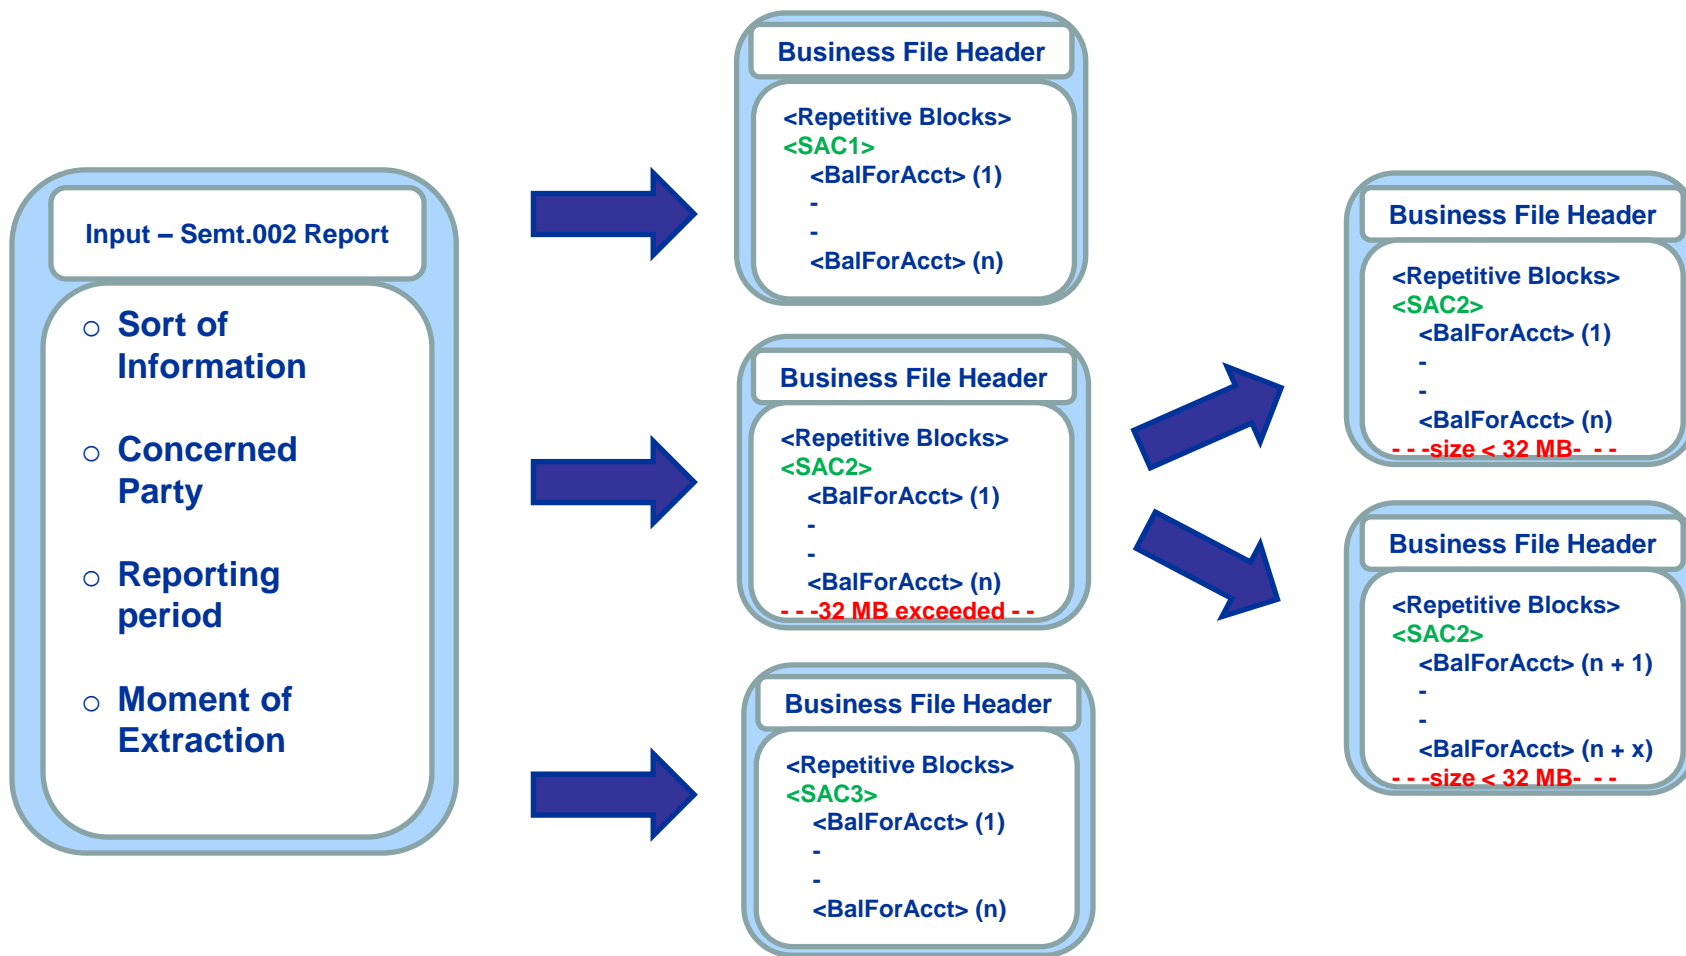 Input – Semt.002 Report
○ Sort of
Information
○ Concerned
Party
○ Reporting
period
○ Moment of
Extraction
Business File Header
<Repetitive Blocks>
<SAC1>
<BalForAcct> (1)
-
-
<BalForAcct> (n)
Business File Header
<Repetitive Blocks>
<SAC2>
<BalForAcct> (1)
-
-
<BalForAcct> (n)
- - -32 MB exceeded - -
Business File Header
<Repetitive Blocks>
<SAC3>
<BalForAcct> (1)
-
-
<BalForAcct> (n)
Business File Header
<Repetitive Blocks>
<SAC2>
<BalForAcct> (1)
-
-
<BalForAcct> (n)
- - -size < 32 MB- - -
Business File Header
<Repetitive Blocks>
<SAC2>
<BalForAcct> (n + 1)
-
-
<BalForAcct> (n + x)
- - -size < 32 MB- - -